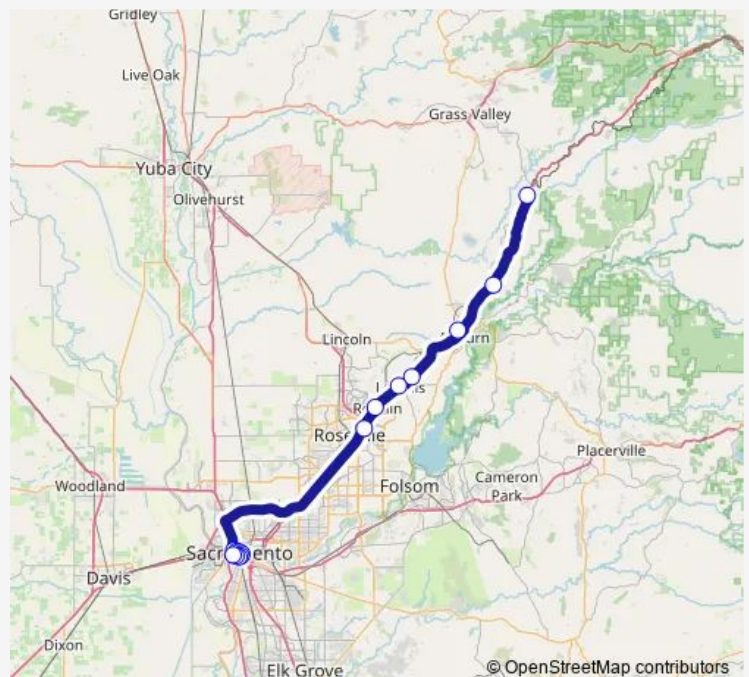 Gridley
Live Oak
Grass Valley
Yuba City
Olivehurst
Lincoln
Roseville
Placerville
Cameron
Park
Folsom
Woodland
Sacramento
Davis
Dixon
Elk Grove
© OpenStreetMap contributors